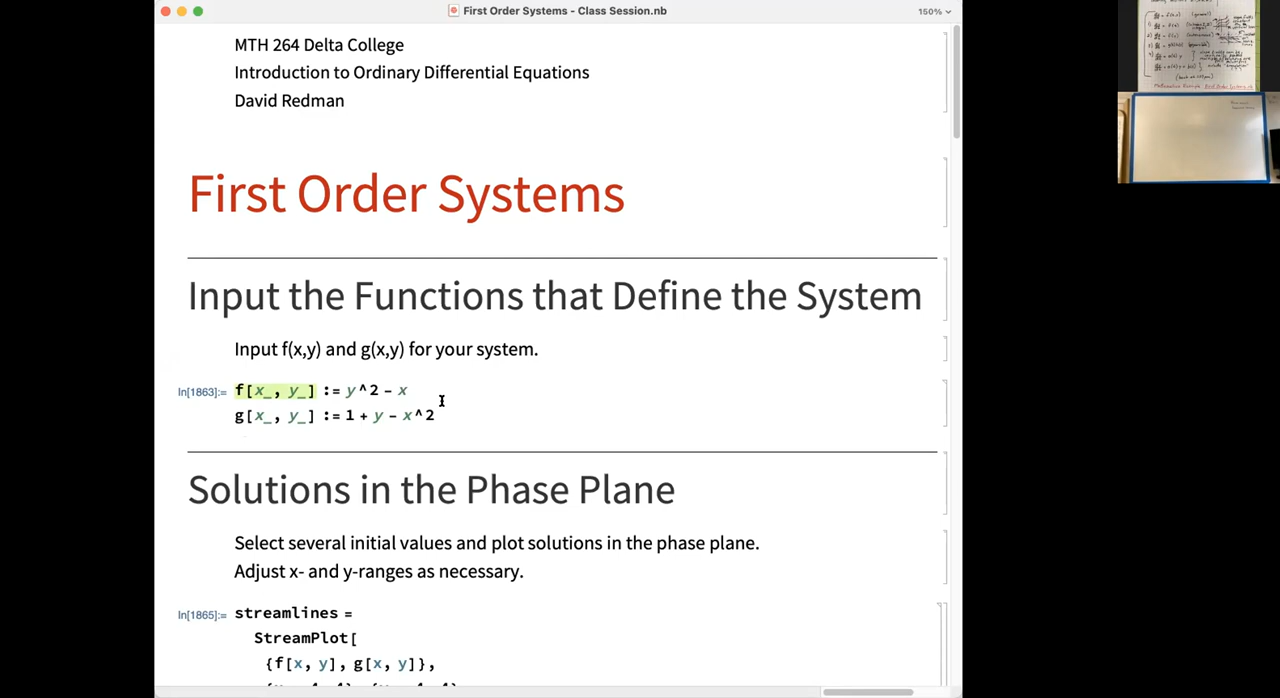 First Order Systems - Class Session.nb
150%
MTH 264 Delta College
Introduction to Ordinary Differential Equations
David Redman
First Order Systems
Input the Functions that Define the System
Input f(x,y) and g(x,y) for your system.
In[1863]:= f[x_, y_] := y^2 - x
g[x_, y_] := 1 + y - x^2
Solutions in the Phase Plane
Select several initial values and plot solutions in the phase plane.
Adjust x- and y-ranges as necessary.
In[1865]:= streamlines =
StreamPlot[
{f[x, y], g[x, y]},